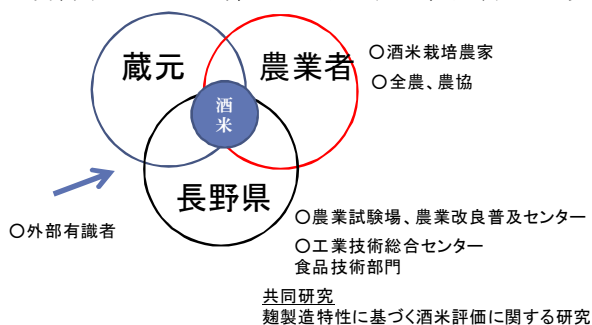 蔵元
農業者
○酒米栽培農家
○全農、農協
酒
米
長野県
○外部有識者
○農業試験場、農業改良普及センター
○工業技術総合センター
食品技術部門
共同研究
麹製造特性に基づく酒米評価に関する研究